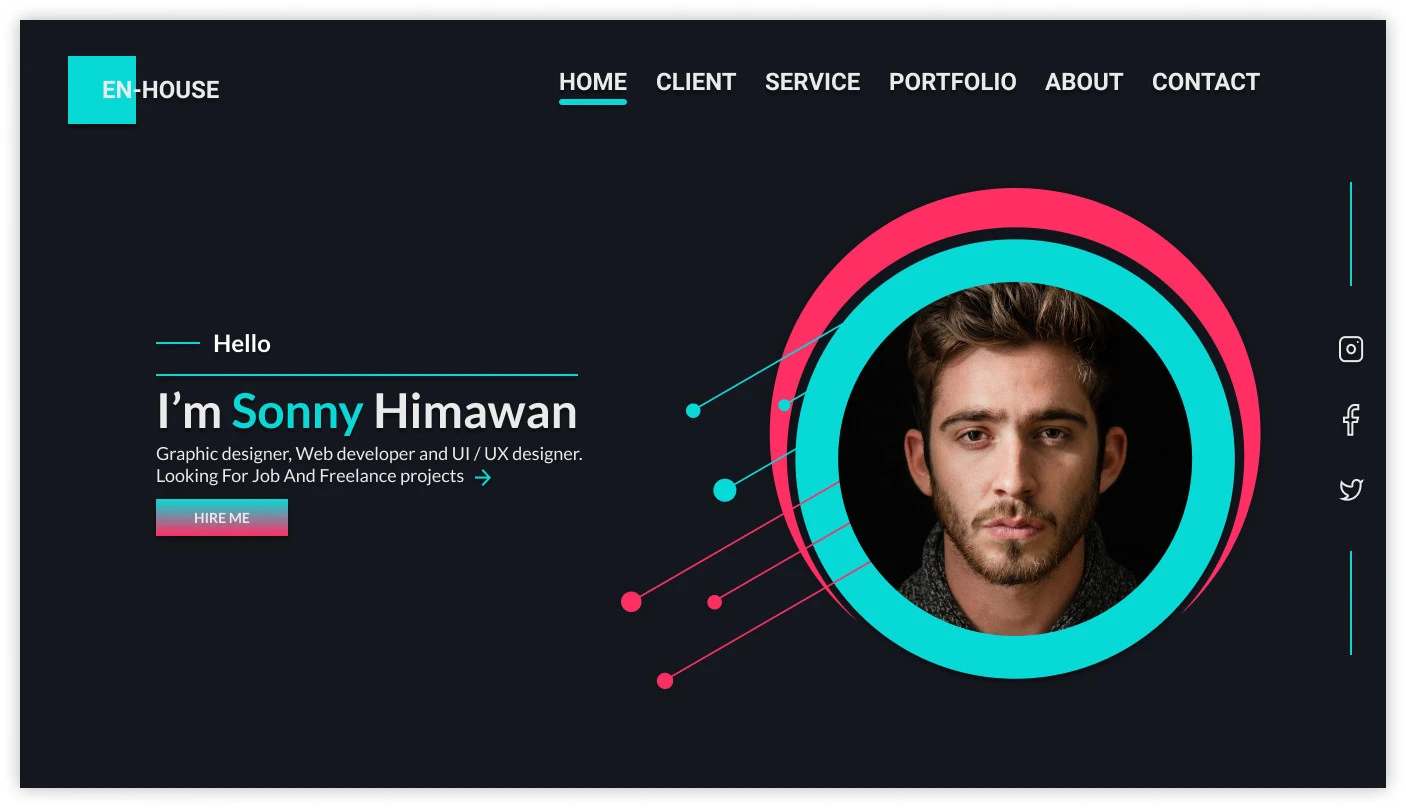 EN-HOUSE
HOME CLIENT SERVICE PORTFOLIO ABOUT CONTACT
Hello
I’m Sonny Himawan
Graphic designer, Web developer and UI / UX designer.
Looking For Job And Freelance projects
HIRE ME